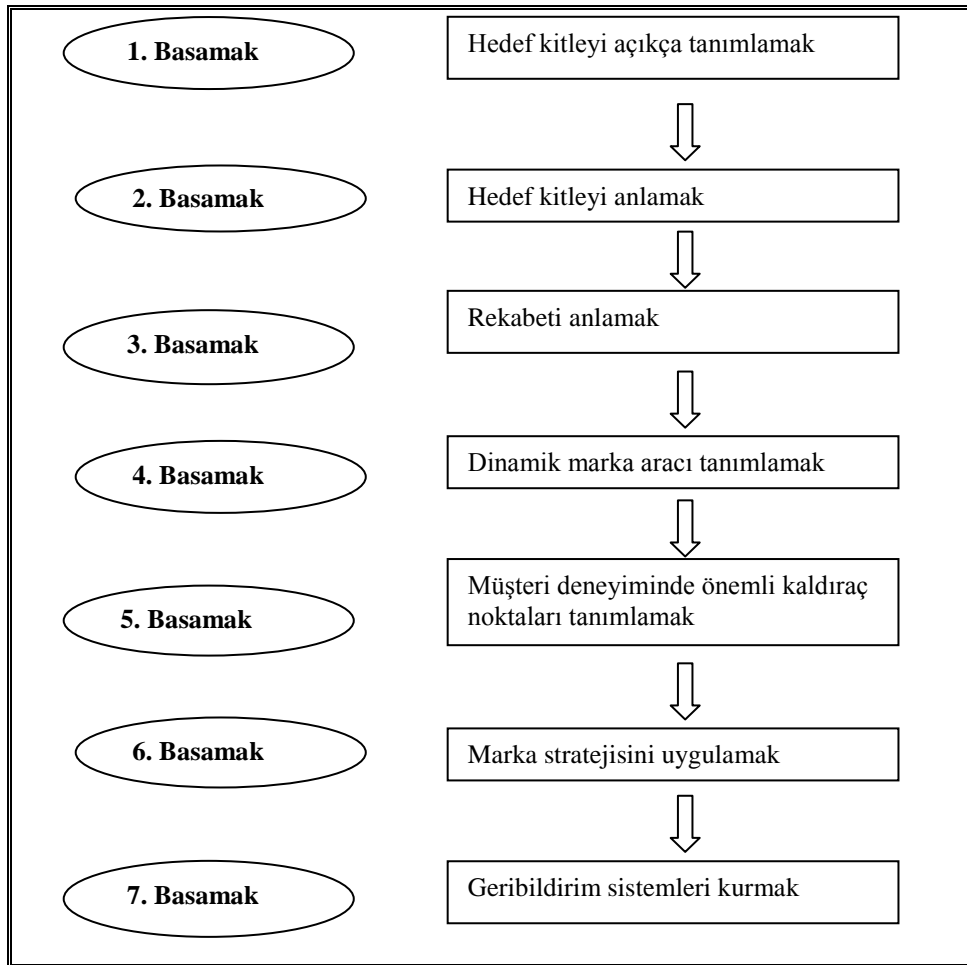 1. Basamak
Hedef kitleyi açıkça tanımlamak
2. Basamak
Hedef kitleyi anlamak
3. Basamak
Rekabeti anlamak
4. Basamak
Dinamik marka aracı tanımlamak
5. Basamak
Müşteri deneyiminde önemli kaldıraç
noktaları tanımlamak
6. Basamak
Marka stratejisini uygulamak
7. Basamak
Geribildirim sistemleri kurmak